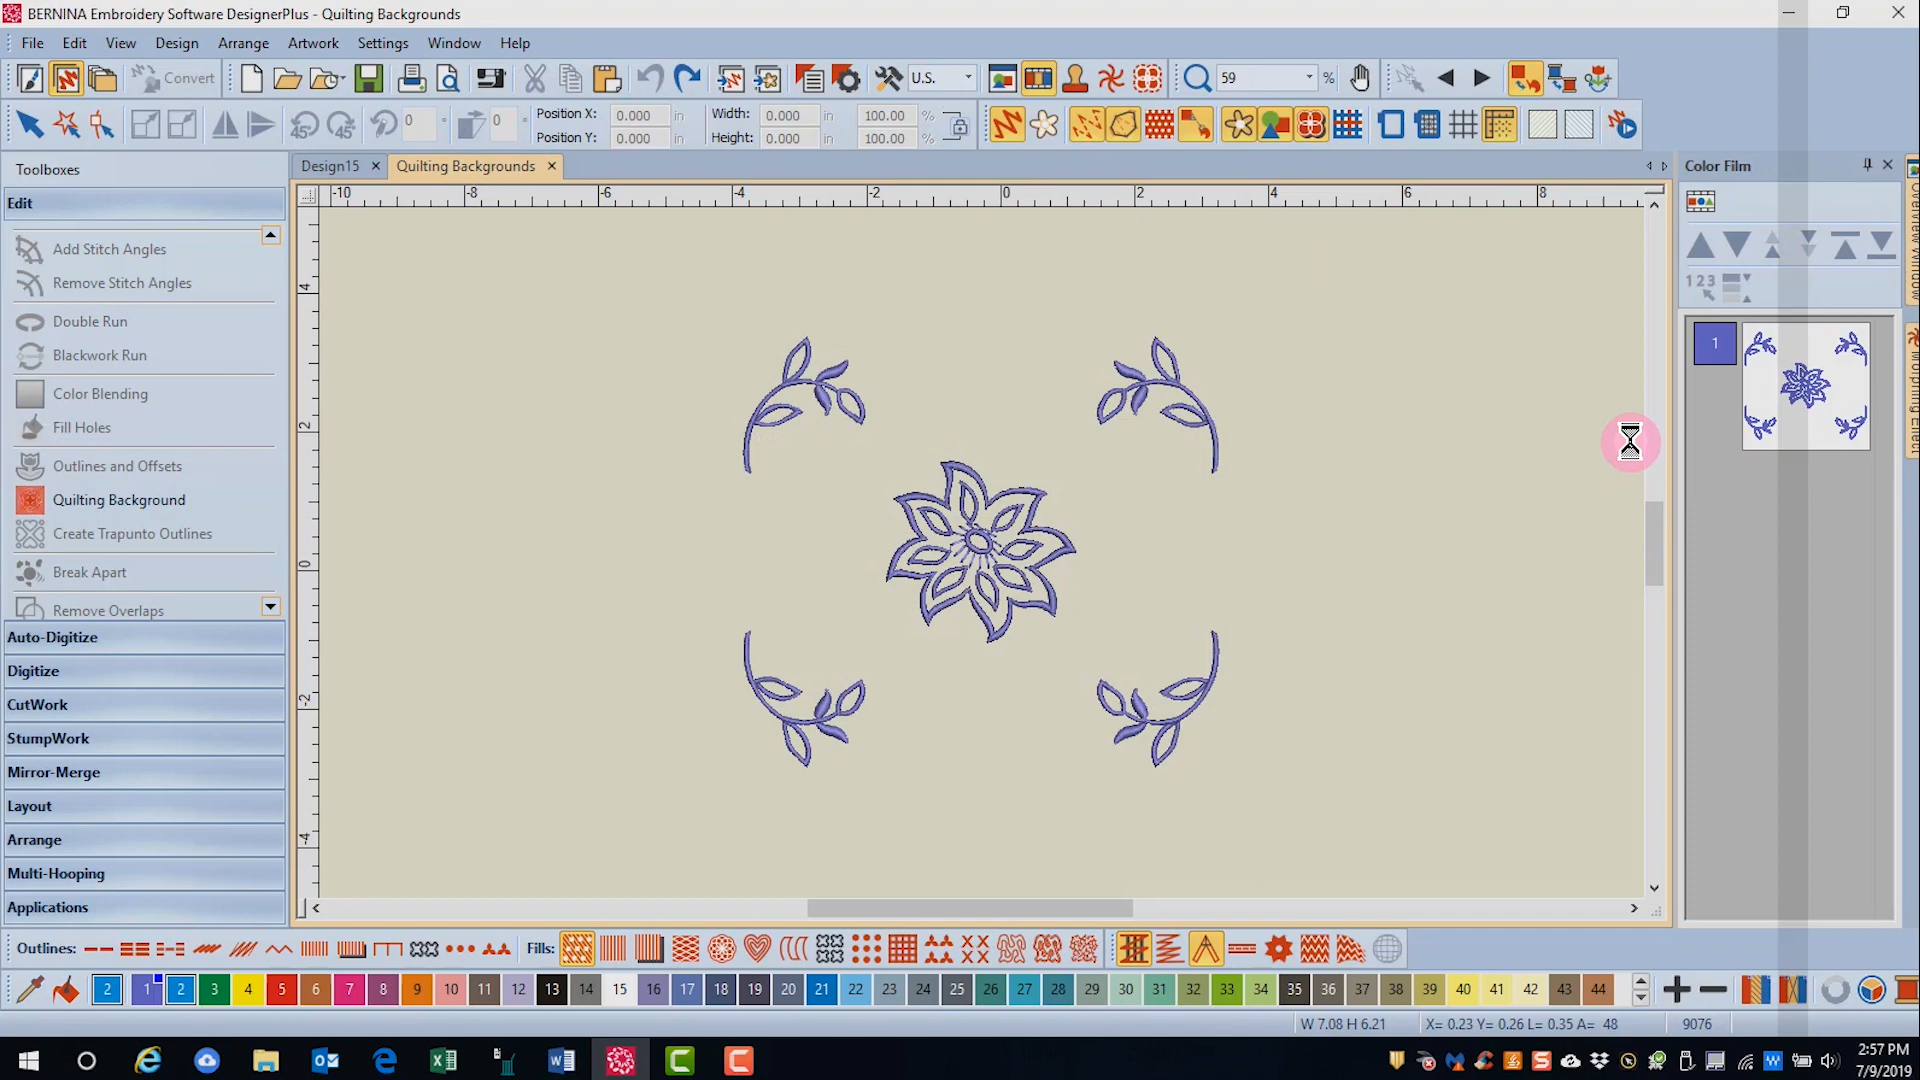 BERNINA Embroidery Software DesignerPlus - Quilting Backgrounds
File Edit View Design Arrange Artwork Settings Window Help
Convert
U.S.
59 %
0 °
0 °
Position X: 0.000 in
Width: 0.000 in 100.00 %
Position Y: 0.000 in
Height: 0.000 in 100.00 %
Toolboxes
Design15
Quilting Backgrounds
Color Film
Edit
-10 -8 -6 -4 -2 0 2 4 6 8
Add Stitch Angles
Remove Stitch Angles
Double Run
Blackwork Run
Color Blending
Fill Holes
Outlines and Offsets
Quilting Background
Create Trapunto Outlines
Break Apart
Remove Overlaps
Auto-Digitize
Digitize
CutWork
StumpWork
Mirror-Merge
Layout
Arrange
Multi-Hooping
Applications
4
2
0
-2
-4
1 2 3
1
Overview Window
Morphing Effect
Outlines:
Fills:
2 1 2 3 4 5 6 7 8 9 10 11 12 13 14 15 16 17 18 19 20 21 22 23 24 25 26 27 28 29 30 31 32 33 34 35 36 37 38 39 40 41 42 43 44
W 7.08 H 6.21
X= 0.23 Y= 0.26 L= 0.35 A= 48
9076
2:57 PM
7/9/2019